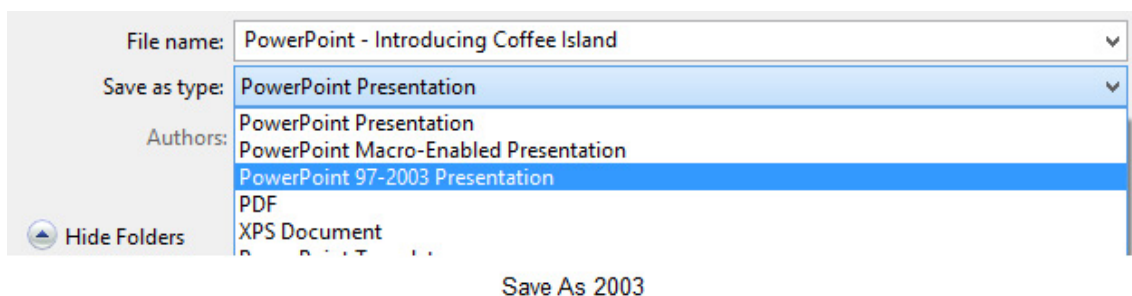 File name: PowerPoint - Introducing Coffee Island
Save as type: PowerPoint Presentation
Authors:
PowerPoint Presentation
PowerPoint Macro-Enabled Presentation
PowerPoint 97-2003 Presentation
PDF
XPS Document
Hide Folders
Save As 2003